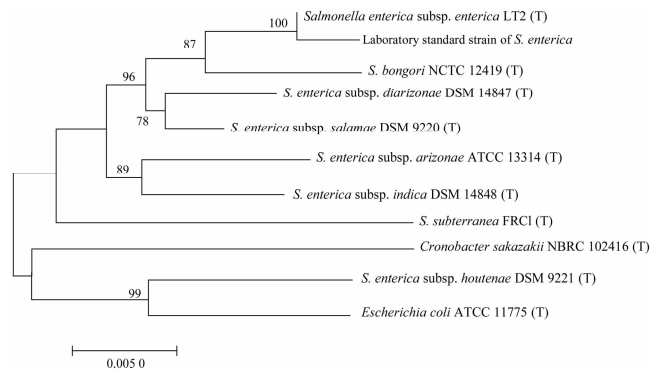 Salmonella enterica subsp. enterica LT2 (T)
100
Laboratory standard strain of S. enterica
87
S. bongori NCTC 12419 (T)
96
S. enterica subsp. diarizonae DSM 14847 (T)
78
S. enterica subsp. salamae DSM 9220 (T)
S. enterica subsp. arizonae ATCC 13314 (T)
89
S. enterica subsp. indica DSM 14848 (T)
S. subterranea FRCl (T)
Cronobacter sakazakii NBRC 102416 (T)
S. enterica subsp. houtenae DSM 9221 (T)
99
Escherichia coli ATCC 11775 (T)
0.005 0